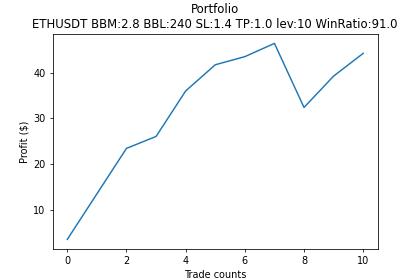 Portfolio
ETHUSDT BBM:2.8 BBL:240 SL:1.4 TP:1.0 lev:10 WinRatio:91.0
40
30
20
10
Profit ($)
0 2 4 6 8 10
Trade counts